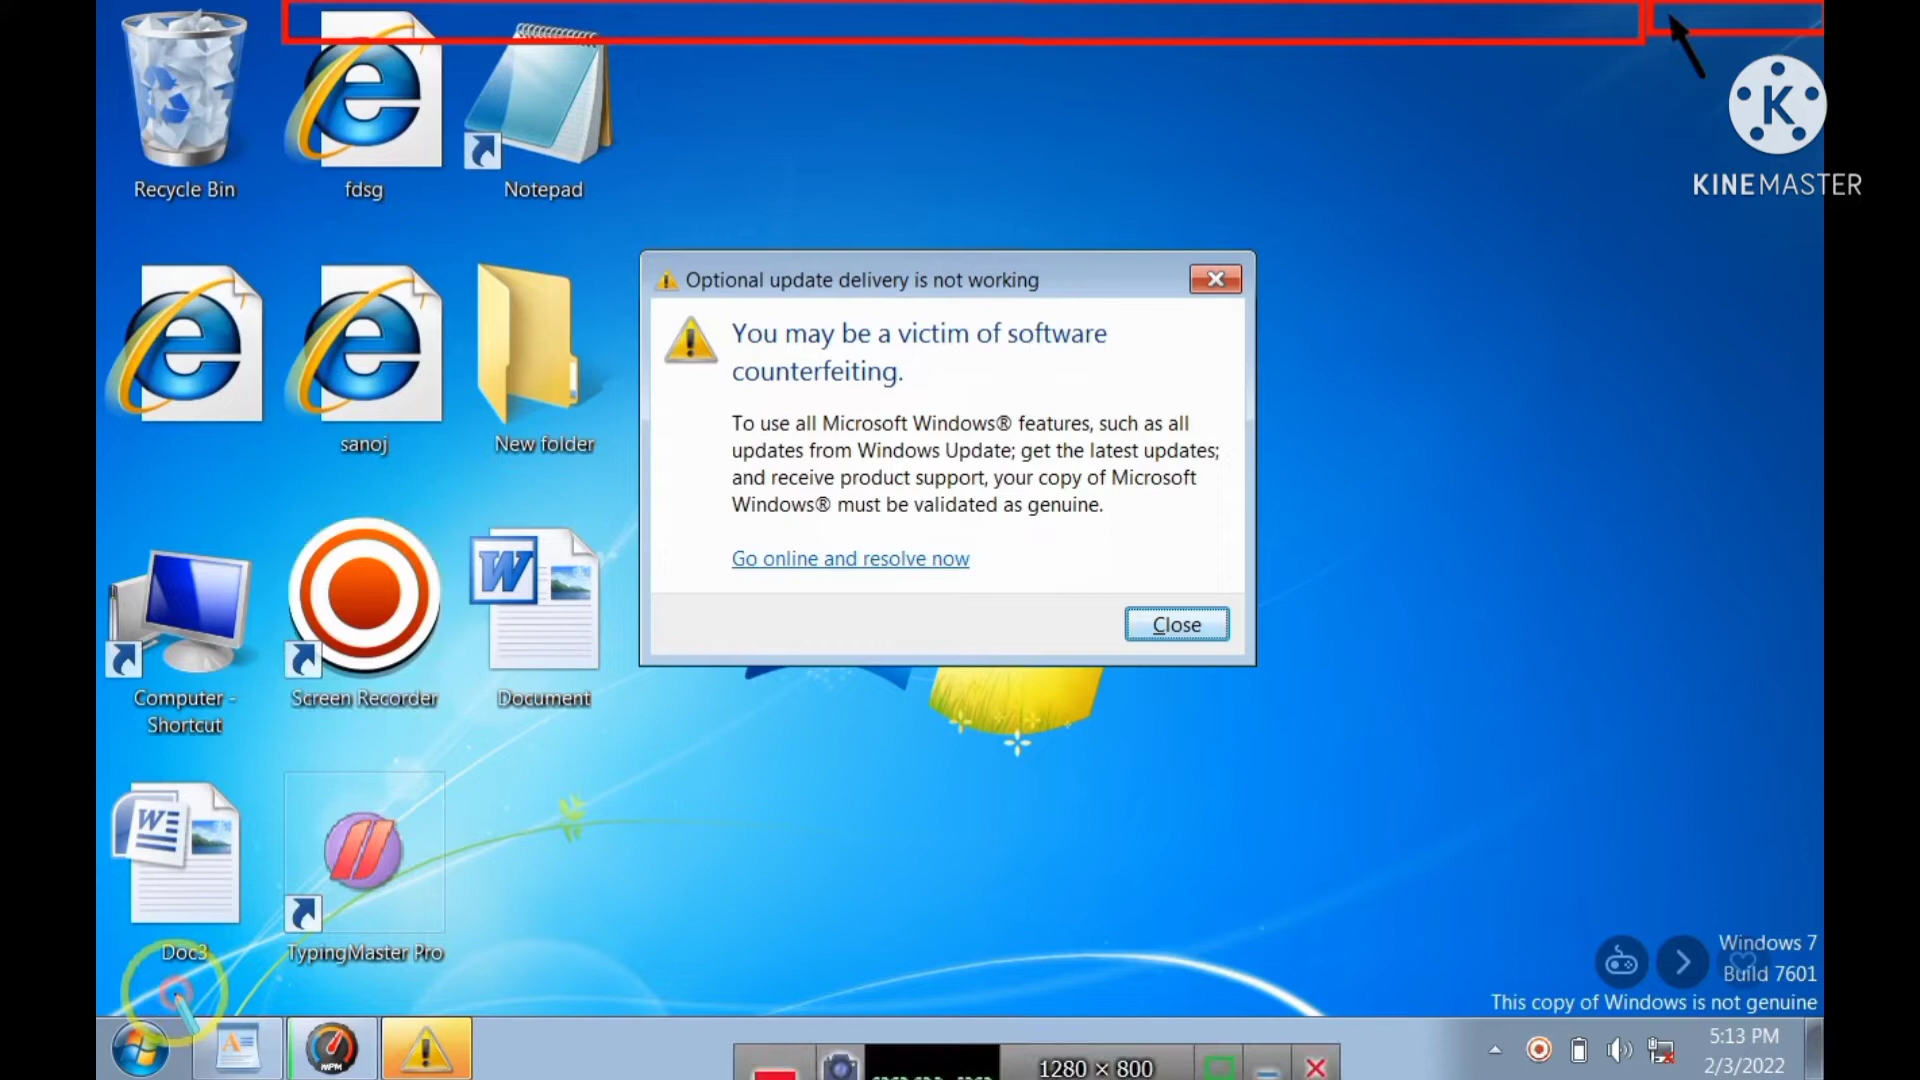 Recycle Bin
fdsg
Notepad
KINEMASTER
K
Optional update delivery is not working
You may be a victim of software
counterfeiting.
To use all Microsoft Windows® features, such as all
updates from Windows Update; get the latest updates;
and receive product support, your copy of Microsoft
Windows® must be validated as genuine.
Go online and resolve now
Close
sanoj
New folder
W
Computer -
Shortcut
Screen Recorder
Document
W
Doc3
TypingMaster Pro
Windows 7
Build 7601
This copy of Windows is not genuine
A
WPM
1280 × 800
5:13 PM
2/3/2022